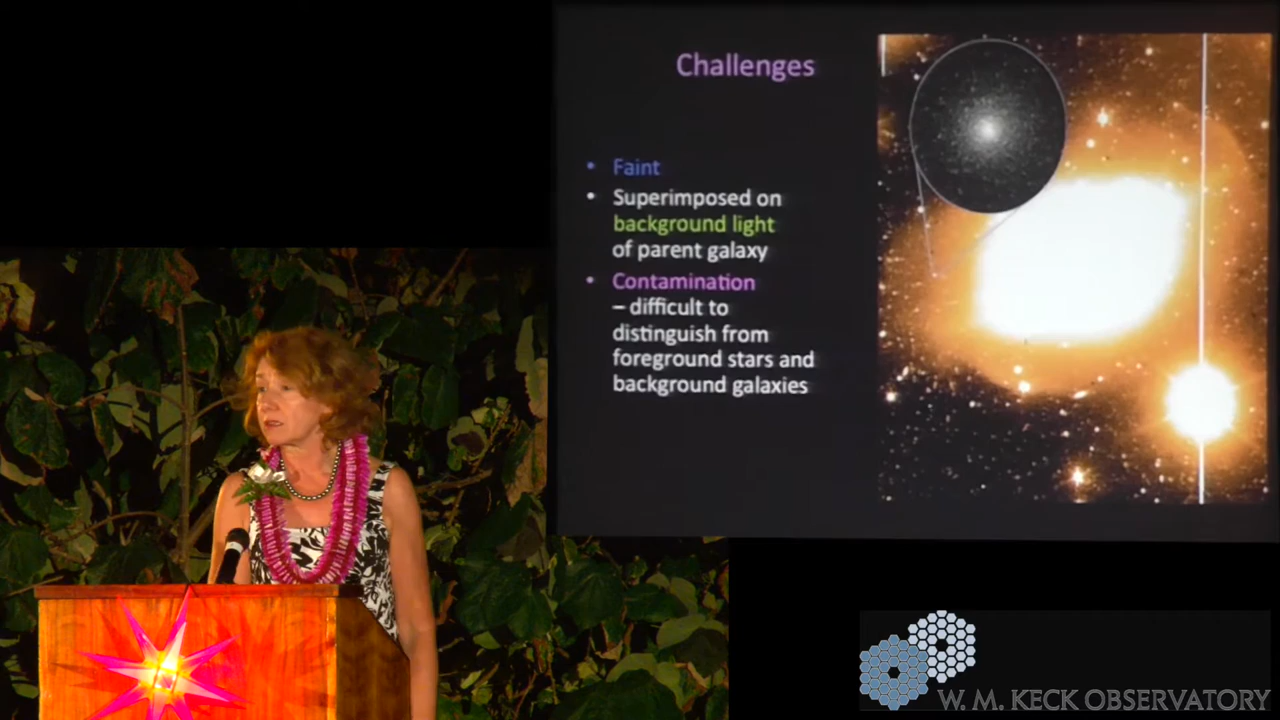 Challenges
• Faint
• Superimposed on
background light
of parent galaxy
• Contamination
– difficult to
distinguish from
foreground stars and
background galaxies
W. M. KECK OBSERVATORY